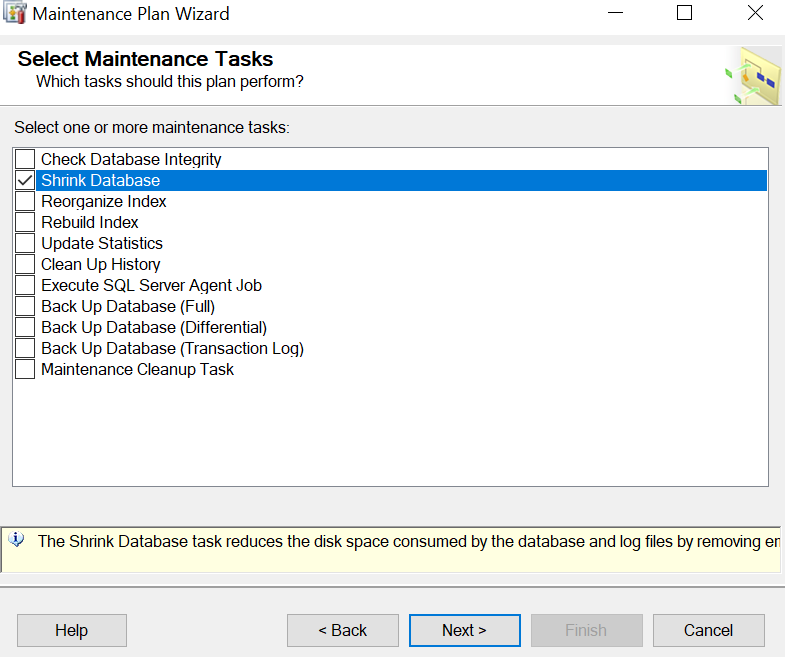 Maintenance Plan Wizard
Select Maintenance Tasks
Which tasks should this plan perform?
Select one or more maintenance tasks:
Check Database Integrity
Shrink Database
Reorganize Index
Rebuild Index
Update Statistics
Clean Up History
Execute SQL Server Agent Job
Back Up Database (Full)
Back Up Database (Differential)
Back Up Database (Transaction Log)
Maintenance Cleanup Task
The Shrink Database task reduces the disk space consumed by the database and log files by removing
Help
< Back
Next >
Finish
Cancel